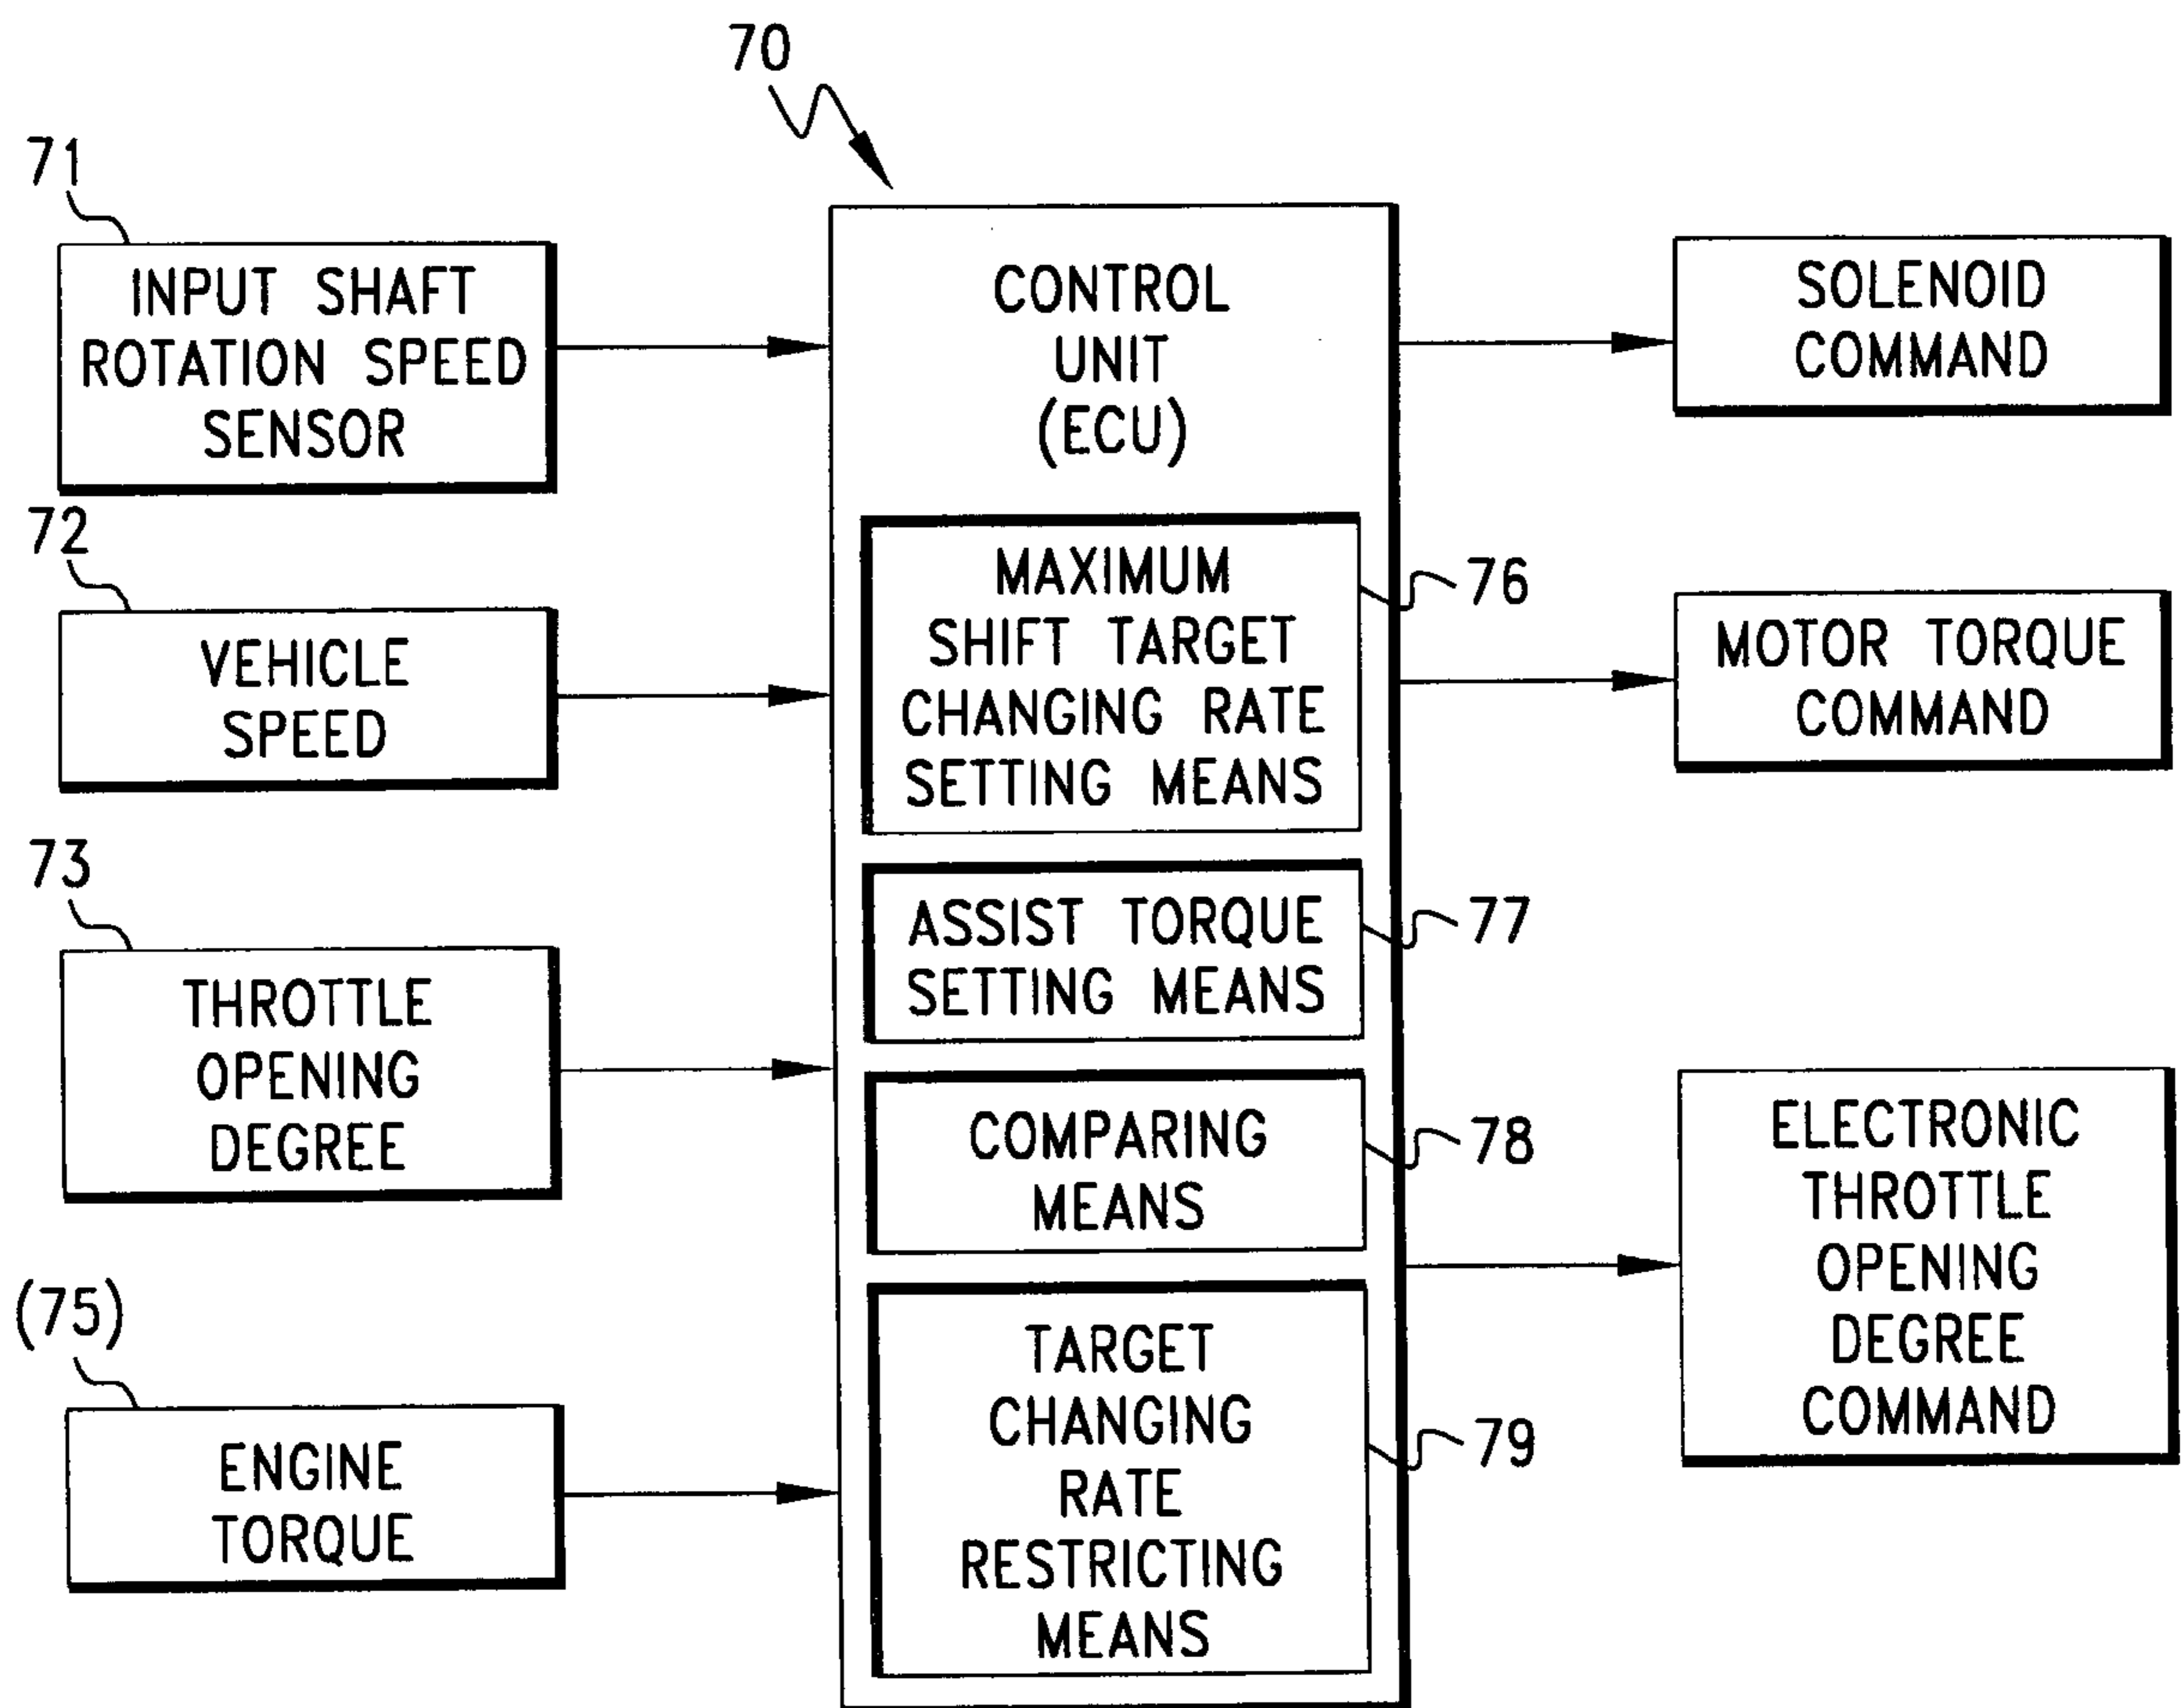 70
71
INPUT SHAFT
ROTATION SPEED
SENSOR
72
VEHICLE
SPEED
73
THROTTLE
OPENING
DEGREE
(75)
ENGINE
TORQUE
CONTROL
UNIT
(ECU)
MAXIMUM
SHIFT TARGET
CHANGING RATE
SETTING MEANS
76
ASSIST TORQUE
SETTING MEANS
77
COMPARING
MEANS
78
TARGET
CHANGING
RATE
RESTRICTING
MEANS
79
SOLENOID
COMMAND
MOTOR TORQUE
COMMAND
ELECTRONIC
THROTTLE
OPENING
DEGREE
COMMAND